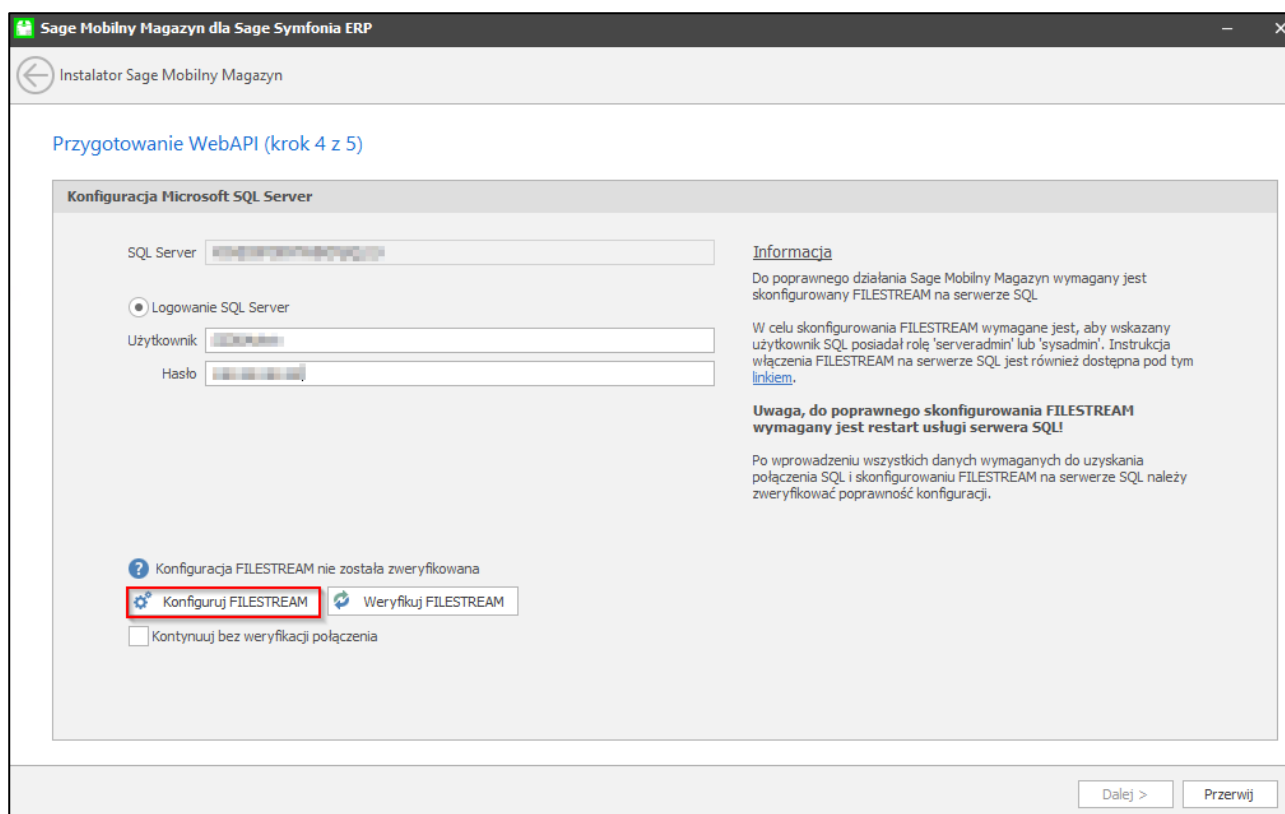 Sage Mobilny Magazyn dla Sage Symfonia ERP
Instalator Sage Mobilny Magazyn
Przygotowanie WebAPI (krok 4 z 5)
Konfiguracja Microsoft SQL Server
SQL Server
Logowanie SQL Server
Użytkownik
Hasło
Informacja
Do poprawnego działania Sage Mobilny Magazyn wymagany jest
skonfigurowany FILESTREAM na serwerze SQL
W celu skonfigurowania FILESTREAM wymagane jest, aby wskazany
użytkownik SQL posiadał rolę 'serveradmin' lub 'sysadmin'. Instrukcja
włączenia FILESTREAM na serwerze SQL jest również dostępna pod tym
linkiem.
Uwaga, do poprawnego skonfigurowania FILESTREAM
wymagany jest restart usługi serwera SQL!
Po wprowadzeniu wszystkich danych wymaganych do uzyskania
połączenia SQL i skonfigurowaniu FILESTREAM na serwerze SQL należy
zweryfikować poprawność konfiguracji.
Konfiguracja FILESTREAM nie została zweryfikowana
Konfiguruj FILESTREAM Weryfikuj FILESTREAM
Kontynuuj bez weryfikacji połączenia
Dalej > Przerwij